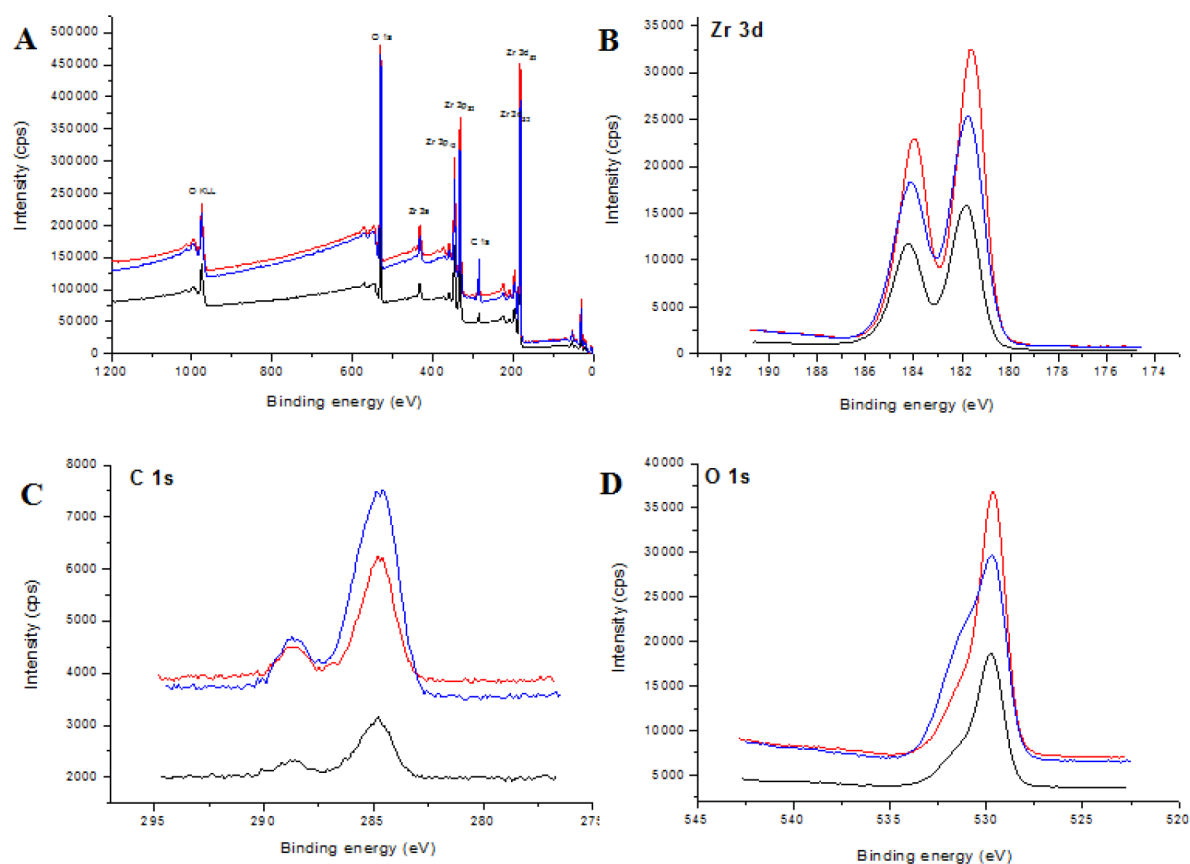 A
500000
450000
400000
350000
300000
250000
200000
150000
100000
50000
0
Intensity (cps)
O KLL
O 1s
Zr 3s
Zr 3p
Zr 3p
C 1s
Zr 3d
1200 1000 800 600 400 200 0
Binding energy (eV)
B
Zr 3d
35000
30000
25000
20000
15000
10000
5000
0
Intensity (cps)
192 190 188 186 184 182 180 178 176 174 172
Binding energy (eV)
C
C 1s
8000
7000
6000
5000
4000
3000
2000
Intensity (cps)
295 290 285 280 275
Binding energy (eV)
D
O 1s
40000
35000
30000
25000
20000
15000
10000
5000
Intensity (cps)
545 540 535 530 525 520
Binding energy (eV)